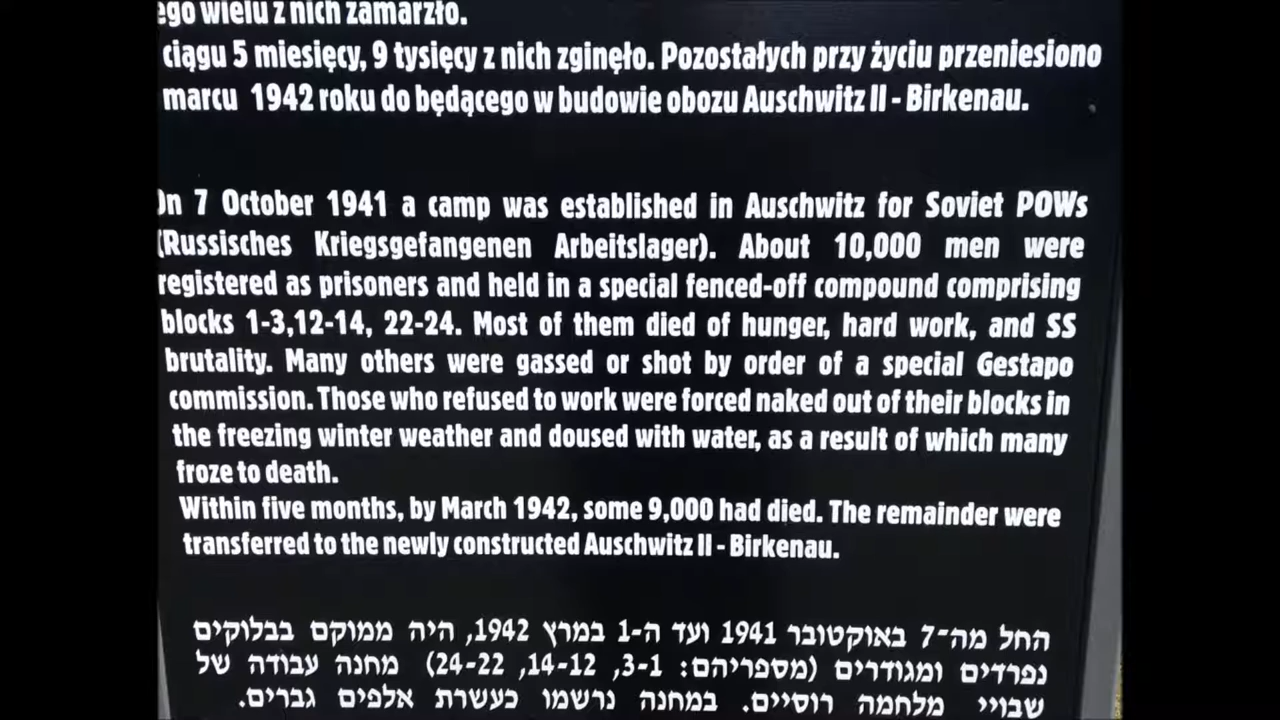 ego wielu z nich zamarzło.
ciągu 5 miesięcy, 9 tysięcy z nich zginęło. Pozostałych przy życiu przeniesiono
marcu 1942 roku do będącego w budowie obozu Auschwitz II - Birkenau.
On 7 October 1941 a camp was established in Auschwitz for Soviet POWs
(Russisches Kriegsgefangenen Arbeitslager). About 10,000 men were
registered as prisoners and held in a special fenced-off compound comprising
blocks 1-3,12-14, 22-24. Most of them died of hunger, hard work, and SS
brutality. Many others were gassed or shot by order of a special Gestapo
commission. Those who refused to work were forced naked out of their blocks in
the freezing winter weather and doused with water, as a result of which many
froze to death.
Within five months, by March 1942, some 9,000 had died. The remainder were
transferred to the newly constructed Auschwitz II - Birkenau.
החל מה-7 באוקטובר 1941 ועד ה-1 במרץ 1942, היה ממוקם בבלוקים
נפרדים ומגודרים (מספריהם: 3-1, 14-12, 24-22) מחנה עבודה של
שבויי מלחמה רוסיים. במחנה נרשמו כעשרת אלפים גברים.